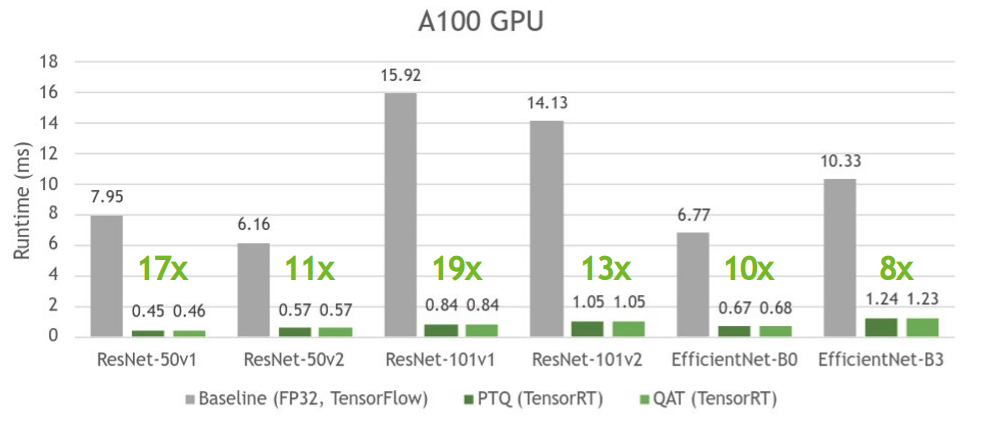 A100 GPU
Runtime (ms)
18
16
14
12
10
8
6
4
2
0
7.95
0.45 0.46
17x
6.16
0.57 0.57
11x
15.92
0.84 0.84
19x
14.13
1.05 1.05
13x
6.77
0.67 0.68
10x
10.33
1.24 1.23
8x
ResNet-50v1 ResNet-50v2 ResNet-101v1 ResNet-101v2 EfficientNet-B0 EfficientNet-B3
Baseline (FP32, TensorFlow) PTQ (TensorRT) QAT (TensorRT)